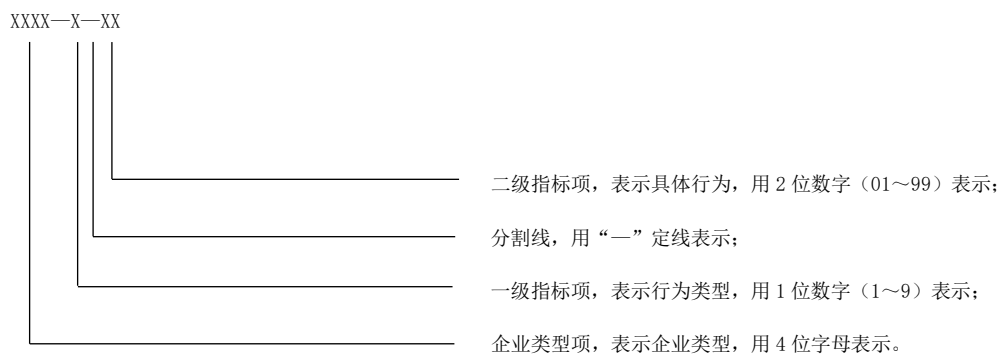 XXXX—X—XX
二级指标项，表示具体行为，用 2 位数字（01～99）表示；
分割线，用“—”定线表示；
一级指标项，表示行为类型，用 1 位数字（1～9）表示；
企业类型项，表示企业类型，用 4 位字母表示。